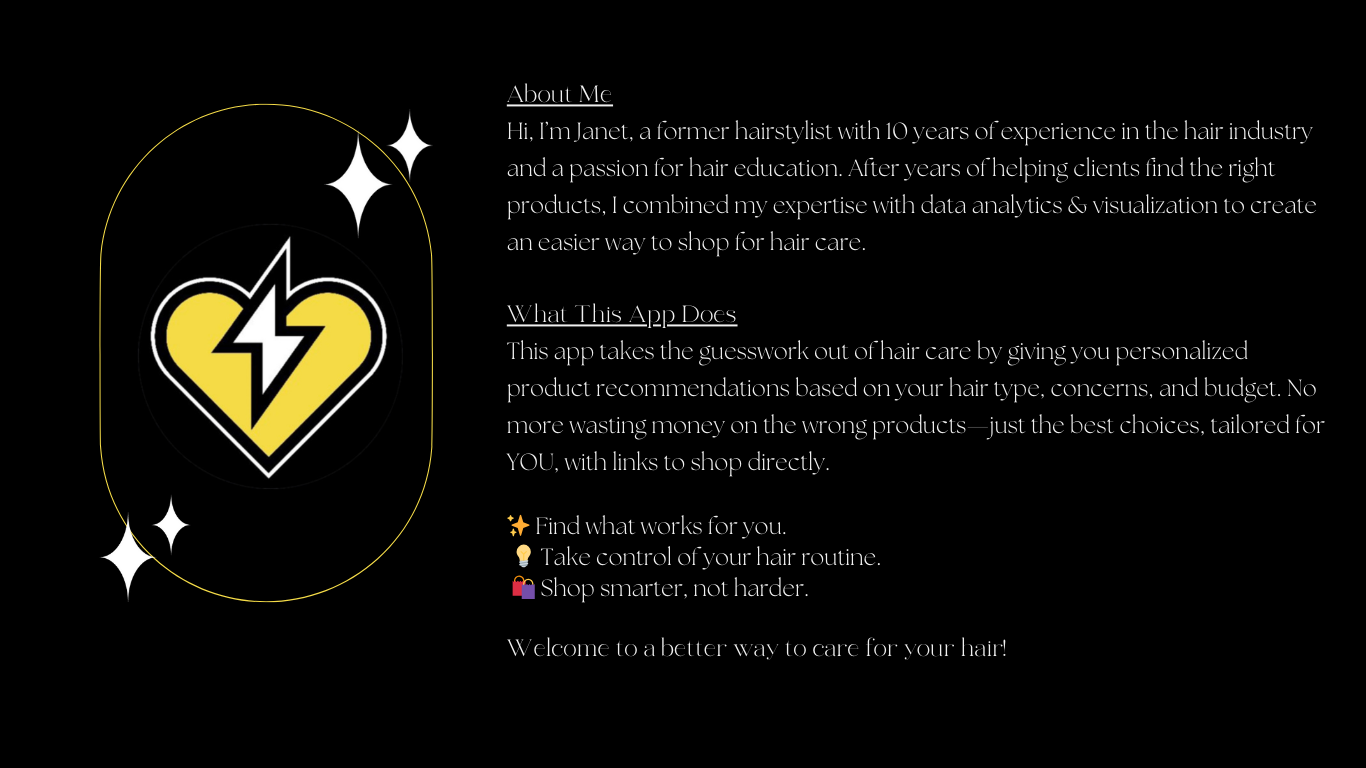 About Me
Hi, I'm Janet, a former hairstylist with 10 years of experience in the hair industry
and a passion for hair education. After years of helping clients find the right
products, I combined my expertise with data analytics & visualization to create
an easier way to shop for hair care.
What This App Does
This app takes the guesswork out of hair care by giving you personalized
product recommendations based on your hair type, concerns, and budget. No
more wasting money on the wrong products—just the best choices, tailored for
YOU, with links to shop directly.
✨ Find what works for you.
💡 Take control of your hair routine.
🛍️ Shop smarter, not harder.
Welcome to a better way to care for your hair!